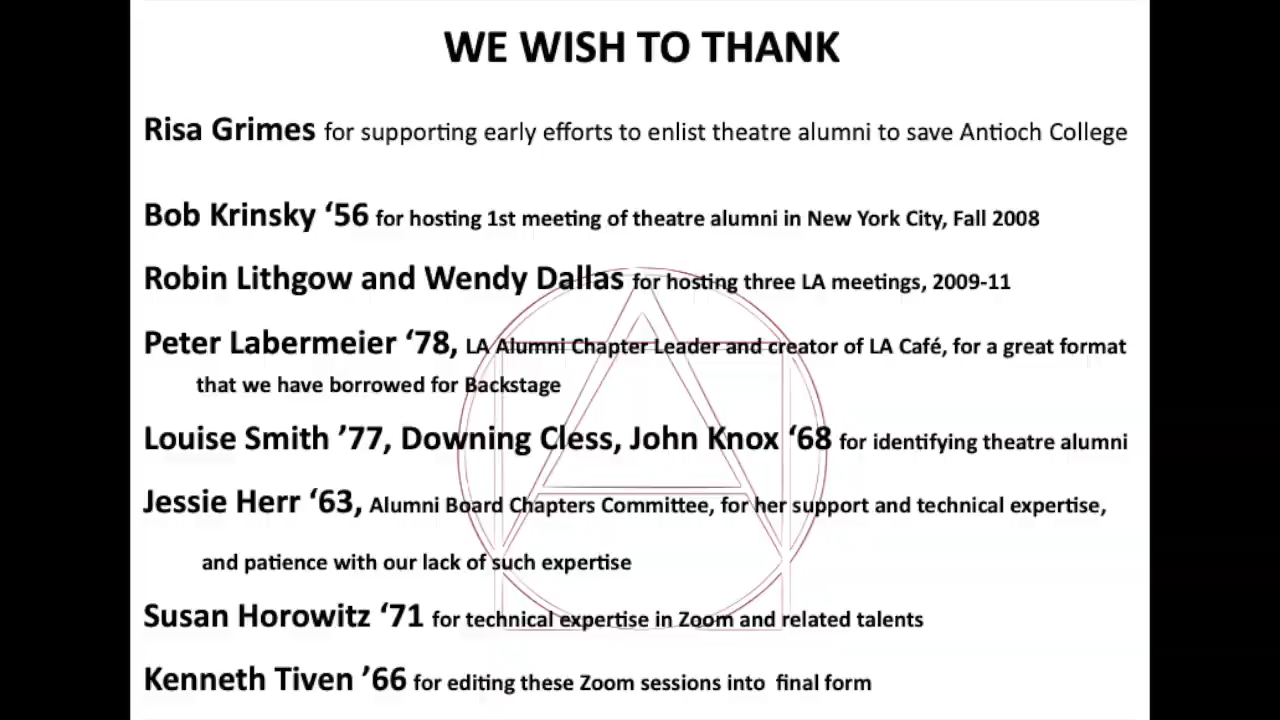 WE WISH TO THANK
Risa Grimes for supporting early efforts to enlist theatre alumni to save Antioch College
Bob Krinsky ‘56 for hosting 1st meeting of theatre alumni in New York City, Fall 2008
Robin Lithgow and Wendy Dallas for hosting three LA meetings, 2009-11
Peter Labermeier ‘78, LA Alumni Chapter Leader and creator of LA Café, for a great format
that we have borrowed for Backstage
Louise Smith ’77, Downing Cless, John Knox ‘68 for identifying theatre alumni
Jessie Herr ‘63, Alumni Board Chapters Committee, for her support and technical expertise,
and patience with our lack of such expertise
Susan Horowitz ‘71 for technical expertise in Zoom and related talents
Kenneth Tiven ’66 for editing these Zoom sessions into final form